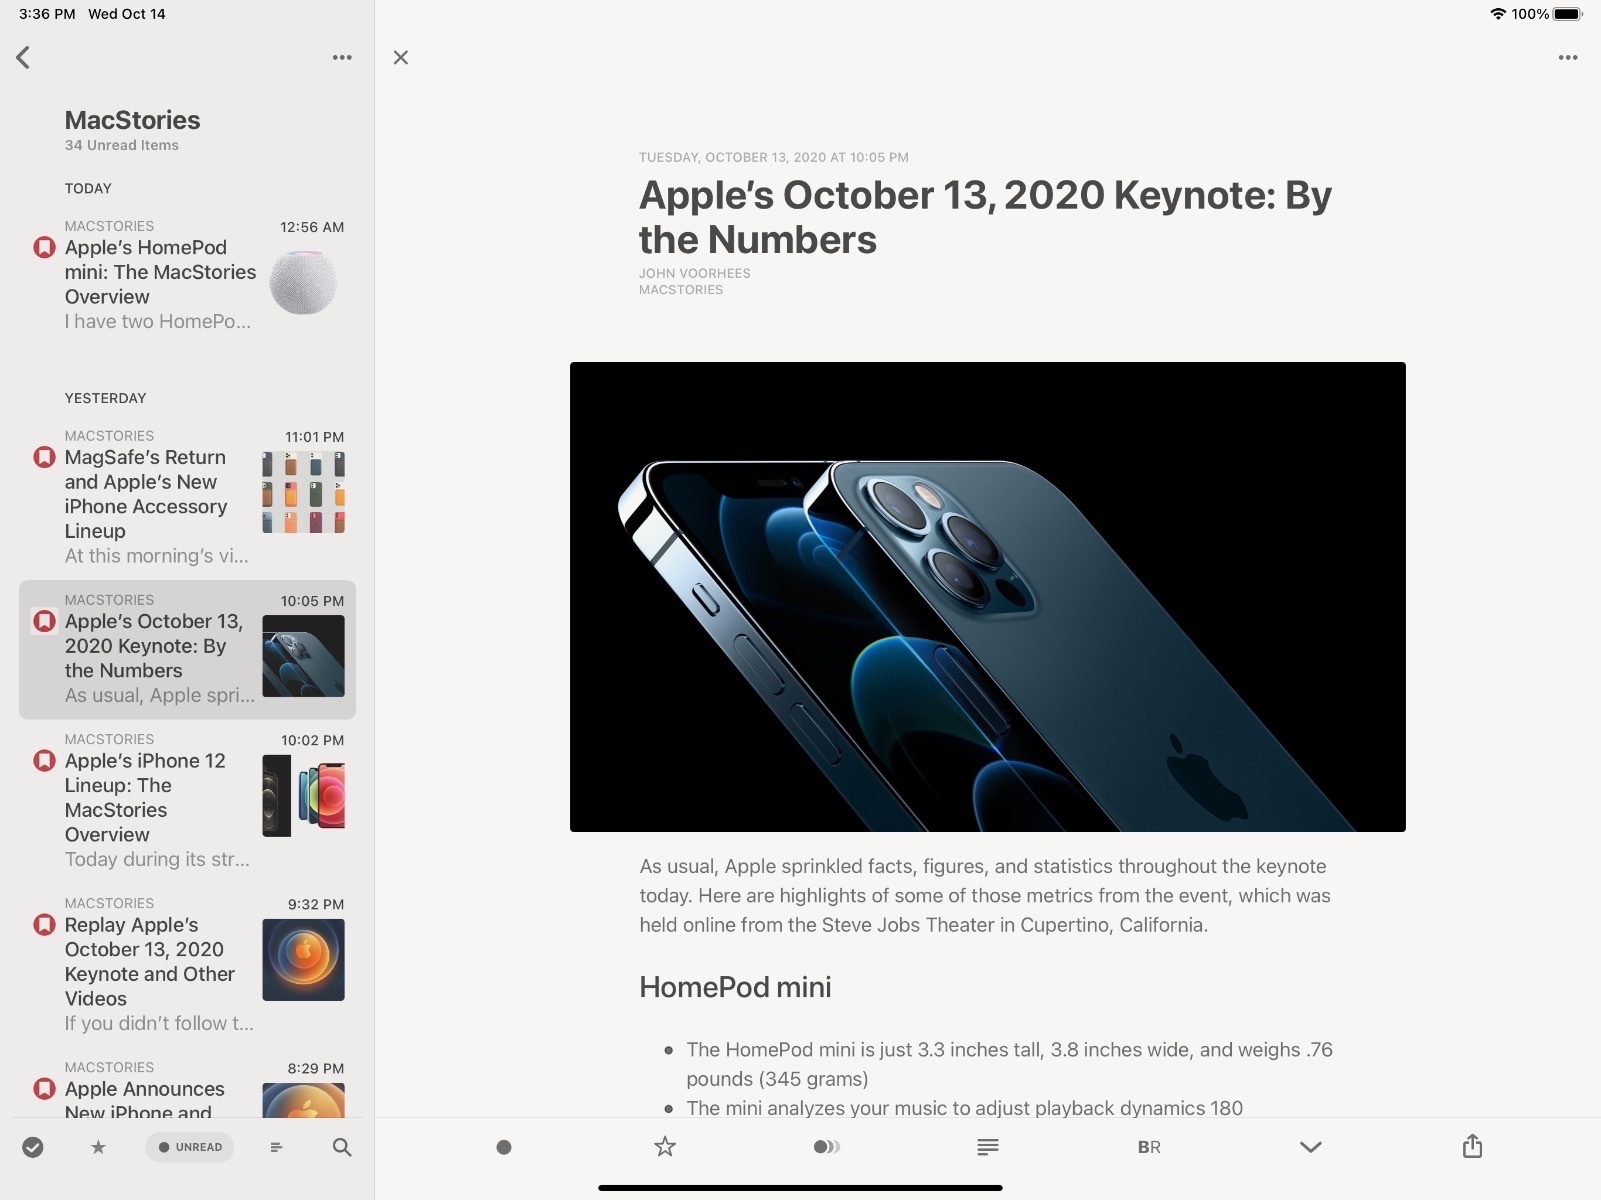 3:36 PM Wed Oct 14
100%
MacStories
34 Unread Items
TODAY
MACSTORIES
12:56 AM
Apple's HomePod
mini: The MacStories
Overview
I have two HomePo...
YESTERDAY
MACSTORIES
11:01 PM
MagSafe's Return
and Apple's New
iPhone Accessory
Lineup
At this morning's vi...
MACSTORIES
10:05 PM
Apple's October 13,
2020 Keynote: By
the Numbers
As usual, Apple spri...
MACSTORIES
10:02 PM
Apple's iPhone 12
Lineup: The
MacStories
Overview
Today during its str...
MACSTORIES
9:32 PM
Replay Apple's
October 13, 2020
Keynote and Other
Videos
If you didn't follow t...
MACSTORIES
8:29 PM
Apple Announces
New iPhone and
UNREAD
TUESDAY, OCTOBER 13, 2020 AT 10:05 PM
Apple's October 13, 2020 Keynote: By
the Numbers
JOHN VOORHEES
MACSTORIES
As usual, Apple sprinkled facts, figures, and statistics throughout the keynote
today. Here are highlights of some of those metrics from the event, which was
held online from the Steve Jobs Theater in Cupertino, California.
HomePod mini
• The HomePod mini is just 3.3 inches tall, 3.8 inches wide, and weighs .76
pounds (345 grams)
• The mini analyzes your music to adjust playback dynamics 180
BR